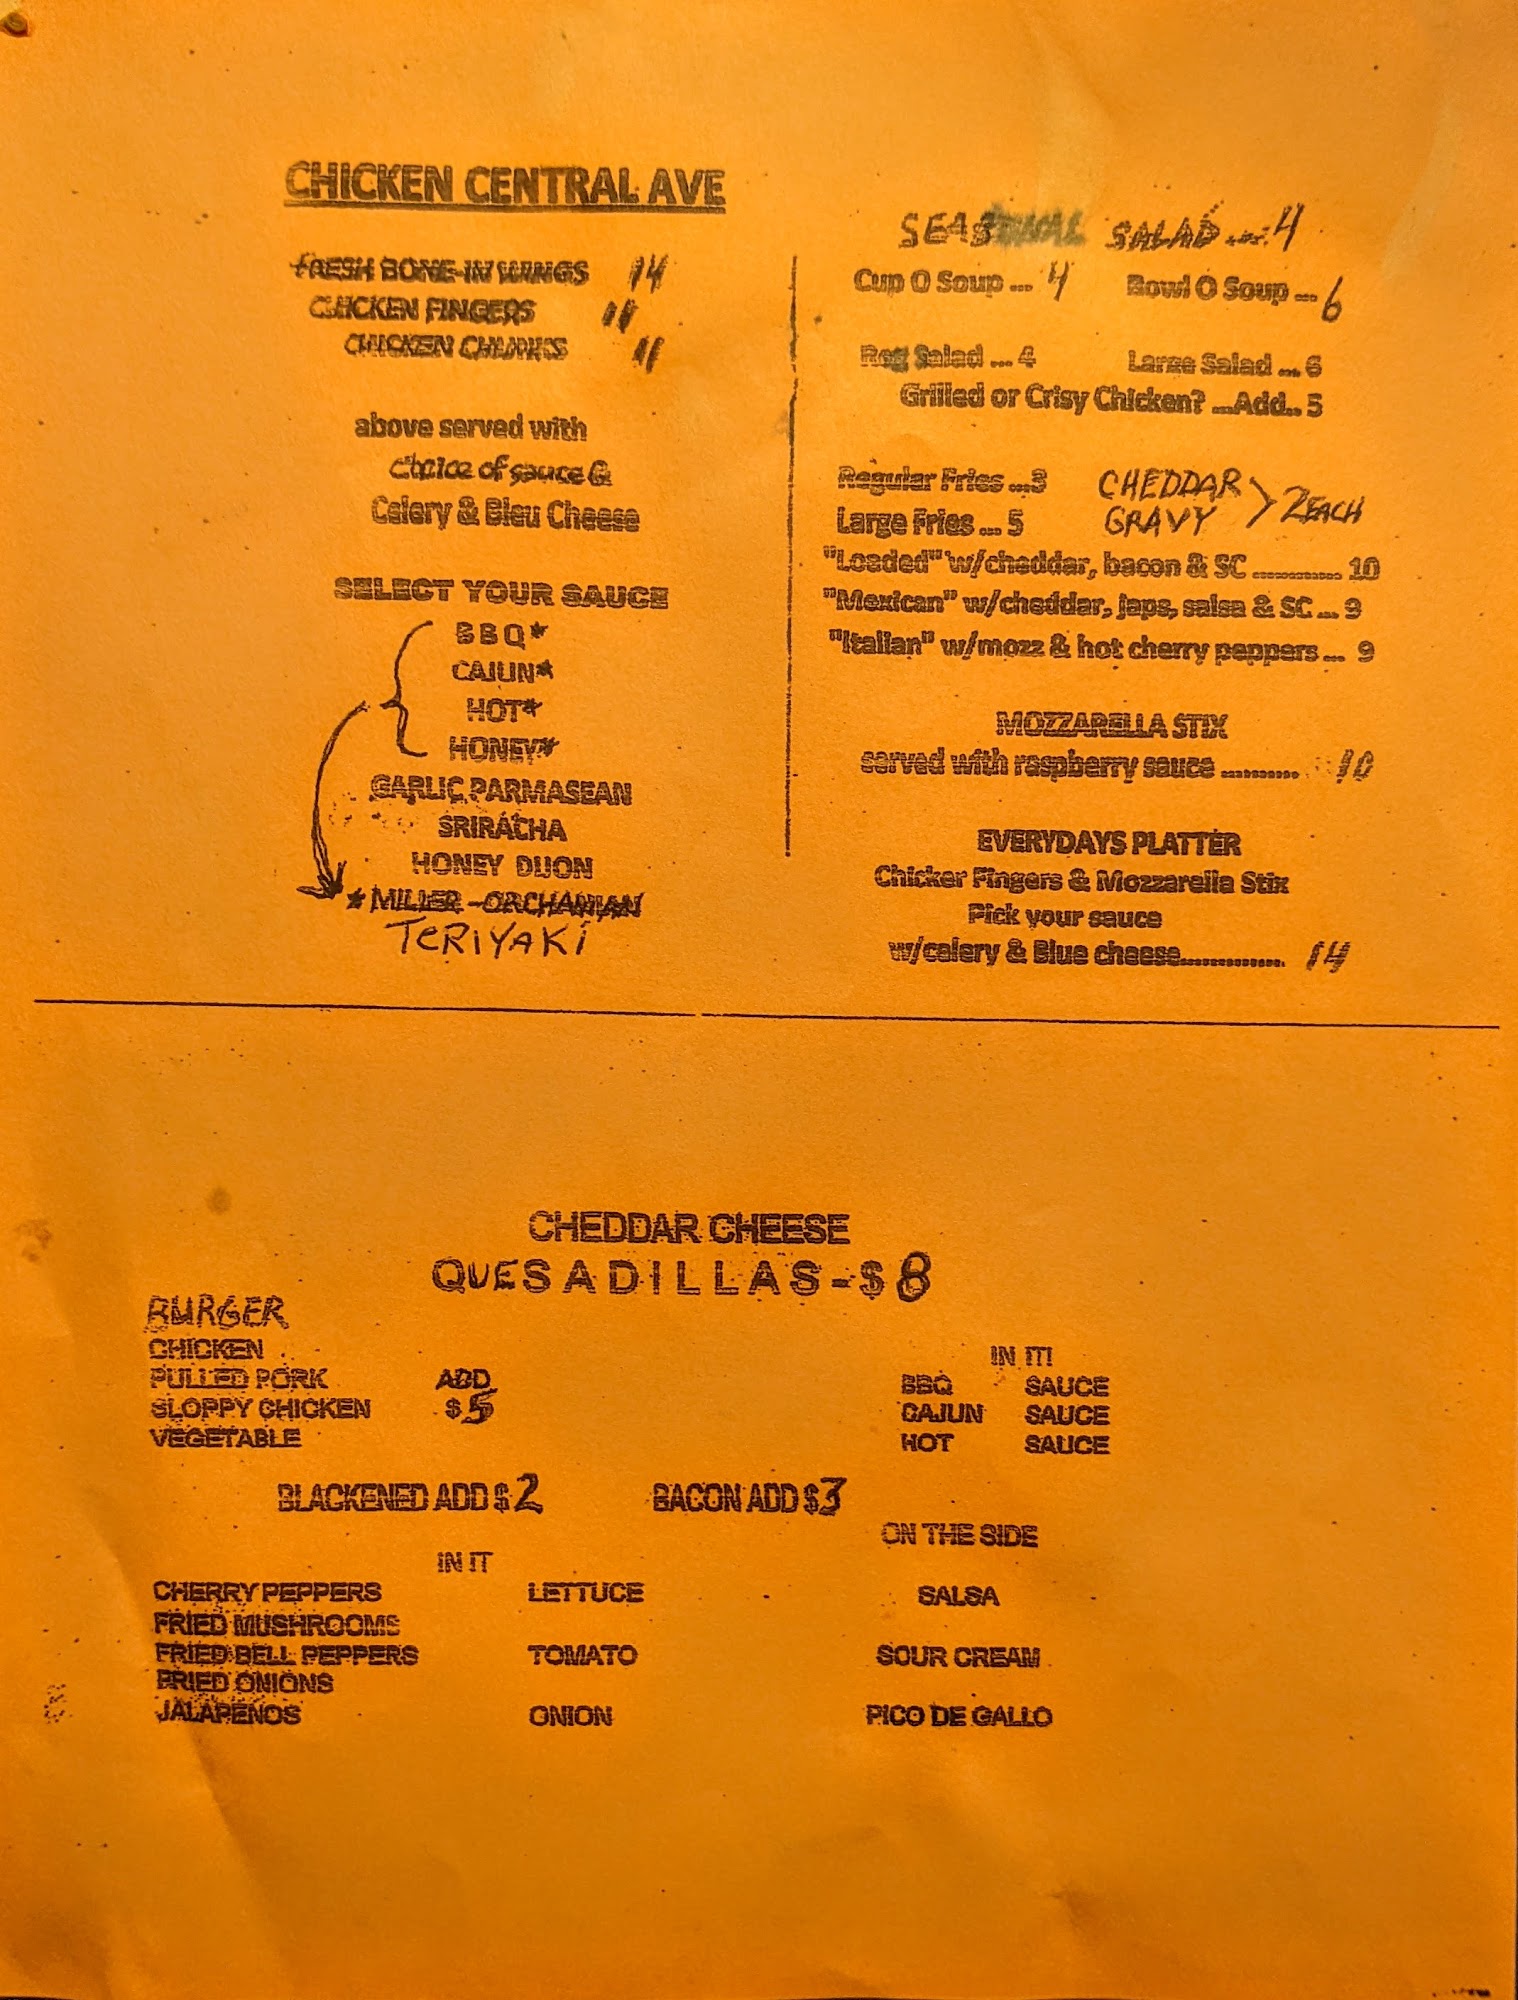 CHICKEN CENTRAL AVE
FRESH BONE-IN WINGS 14
CHICKEN FINGERS 11
CHICKEN CHUNKS 11
above served with
choice of sauce &
Celery & Bleu Cheese
SELECT YOUR SAUCE
BBQ*
CAJUN*
HOT*
HONEY*
GARLIC PARMASEAN
SRIRACHA
HONEY DIJON
* MILLER-ORCHANIAN
TERIYAKI
SEASONAL SALAD ... 4
Cup O Soup ... 4 Bowl O Soup ... 6
Reg Salad ... 4 Large Salad ... 6
Grilled or Crisy Chicken? ...Add.. 5
Regular Fries ...3 CHEDDAR
Large Fries ... 5 GRAVY > 2 EACH
"Loaded" w/cheddar, bacon & SC ............. 10
"Mexican" w/cheddar, japs, salsa & SC ... 9
"Italian" w/mozz & hot cherry peppers ... 9
MOZZARELLA STIX
served with raspberry sauce .......... 10
EVERYDAYS PLATTER
Chicker Fingers & Mozzarella Stix
Pick your sauce
w/celery & Blue cheese............... 14
CHEDDAR CHEESE
QUESADILLAS-$8
BURGER
CHICKEN
PULLED PORK ADD
SLOPPY CHICKEN $5
VEGETABLE
IN IT!
BBQ SAUCE
CAJUN SAUCE
HOT SAUCE
BLACKENED ADD $2 BACON ADD $3
IN IT
CHERRY PEPPERS LETTUCE
FRIED MUSHROOMS
FRIED BELL PEPPERS TOMATO
FRIED ONIONS
JALAPENOS ONION
ON THE SIDE
SALSA
SOUR CREAM
PICO DE GALLO